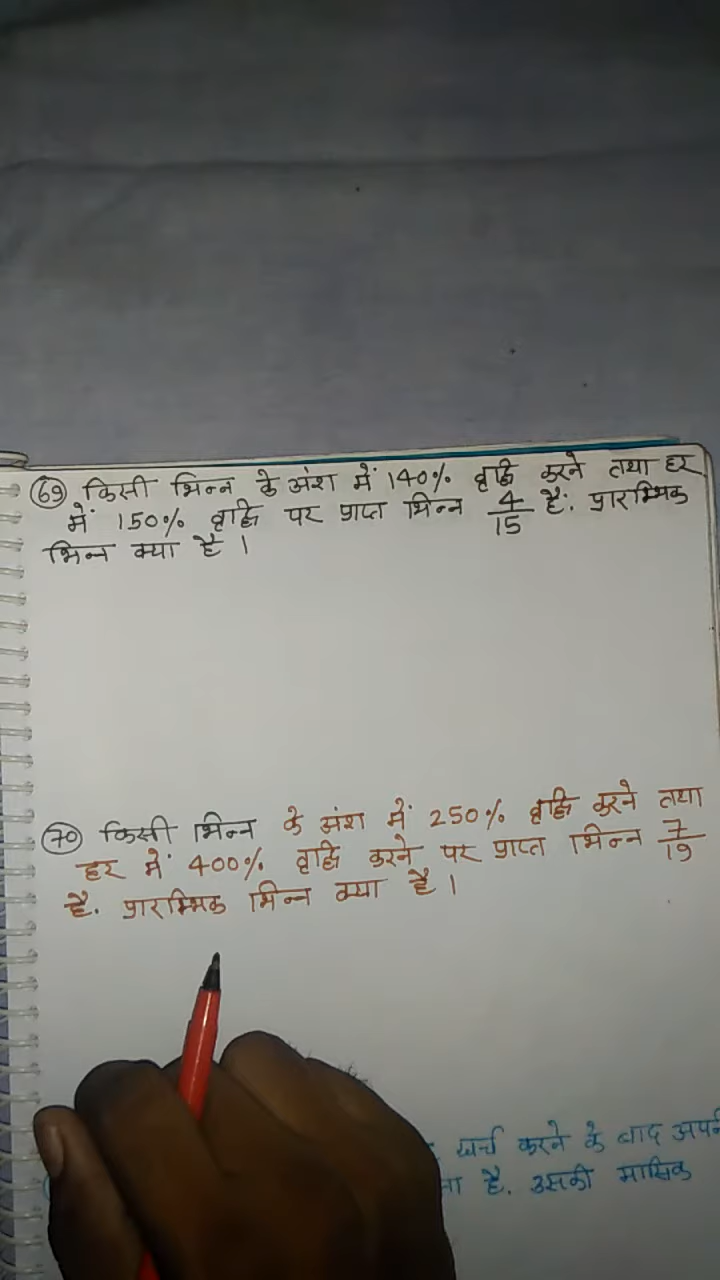 69 किसी भिन्न के अंश में 140% वृद्धि करने तथा हर
में 150% वृद्धि पर प्राप्त भिन्न 4/15 है. प्रारम्भिक
भिन्न क्या है।
70 किसी भिन्न के अंश में 250% वृद्धि करने तथा
हर में 400% वृद्धि करने पर प्राप्त भिन्न 7/19
है. प्रारम्भिक भिन्न क्या है।
खर्च करने के बाद
है. उसकी मासिक